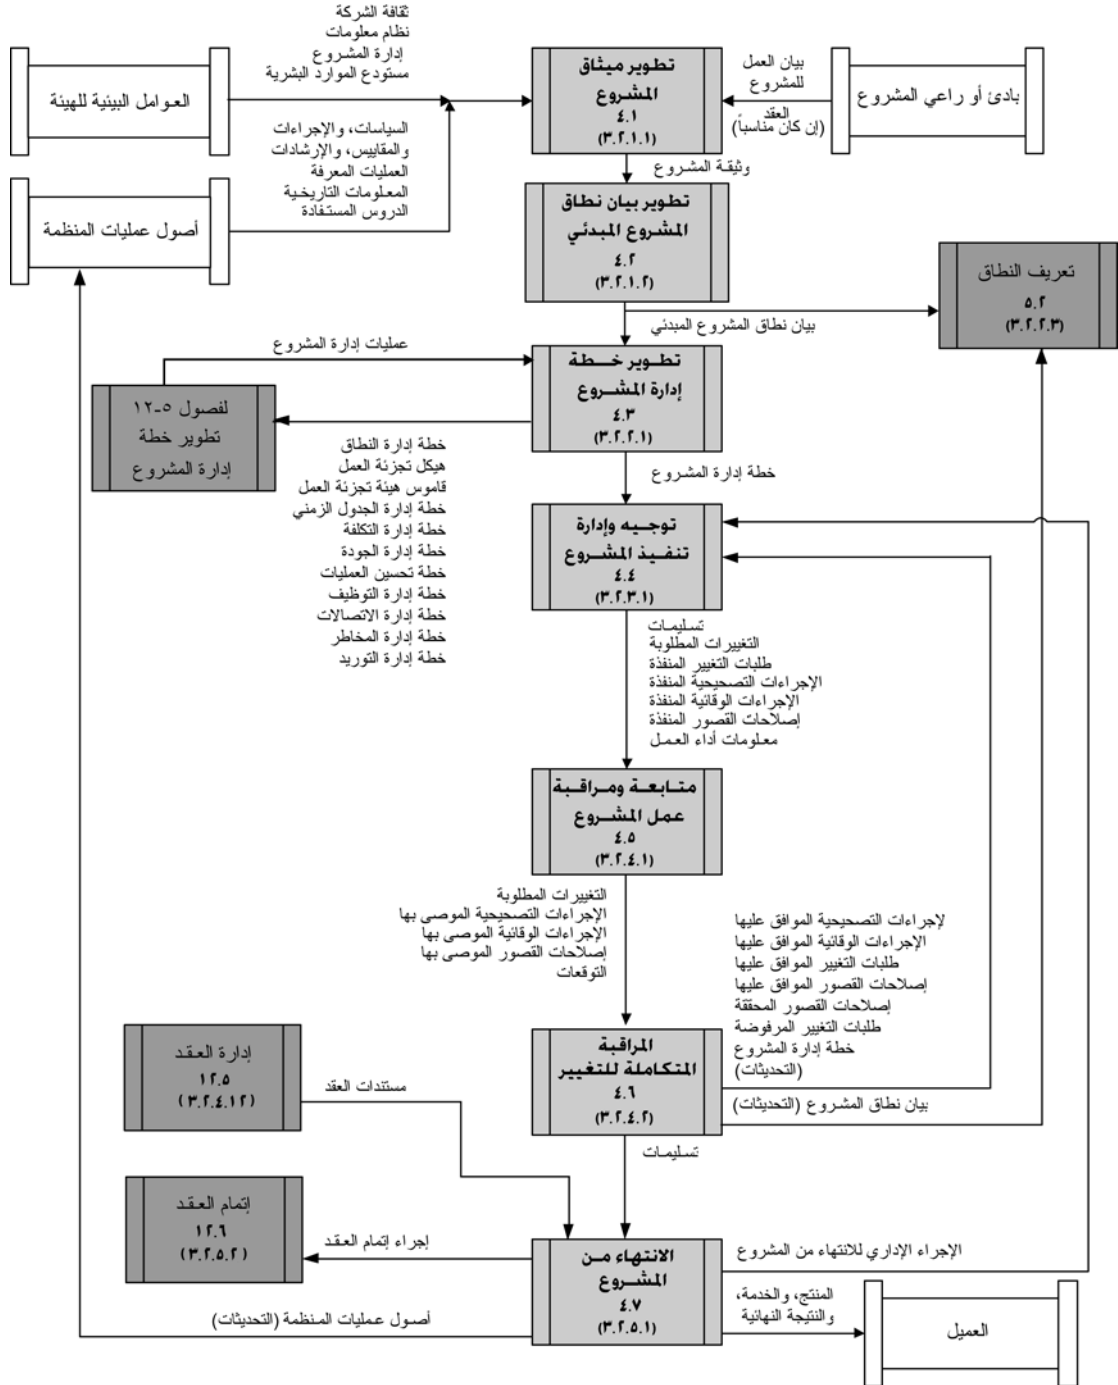 ثقافة الشركة
نظام معلومات
إدارة المشروع
مستودع الموارد البشرية
العوامل البيئية للهيئة
تطوير ميثاق
المشروع
٤.١
(٣.٢.١.١)
بيان العمل
للمشروع
العقد
(إن كان مناسباً)
بادئ أو راعي المشروع
السياسات، والإجراءات
والمقاييس، والإرشادات
العمليات المعرفة
المعلومات التاريخية
الدروس المستفادة
أصول عمليات المنظمة
وثيقة المشروع
تطوير بيان نطاق
المشروع المبدئي
٤.٢
(٣.٢.١.٢)
تعريف النطاق
٥.٢
(٣.٢.٢.٣)
بيان نطاق المشروع المبدئي
عمليات إدارة المشروع
تطوير خطة
إدارة المشروع
٤.٣
(٣.٢.٢.١)
لفصول ٥-١٢
تطوير خطة
إدارة المشروع
خطة إدارة النطاق
هيكل تجزئة العمل
قاموس هيئة تجزئة العمل
خطة إدارة الجدول الزمني
خطة إدارة التكلفة
خطة إدارة الجودة
خطة تحسين العمليات
خطة إدارة التوظيف
خطة إدارة الاتصالات
خطة إدارة المخاطر
خطة إدارة التوريد
خطة إدارة المشروع
توجيه وإدارة
تنفيذ المشروع
٤.٤
(٣.٢.٣.١)
تسليمات
التغييرات المطلوبة
طلبات التغيير المنفذة
الإجراءات التصحيحية المنفذة
الإجراءات الوقائية المنفذة
إصلاحات القصور المنفذة
معلومات أداء العمل
متابعة ومراقبة
عمل المشروع
٤.٥
(٣.٢.٤.١)
التغييرات المطلوبة
الإجراءات التصحيحية الموصى بها
الإجراءات الوقائية الموصى بها
إصلاحات القصور الموصى بها
التوقعات
لإجراءات التصحيحية الموافق عليها
الإجراءات الوقائية الموافق عليها
طلبات التغيير الموافق عليها
إصلاحات القصور الموافق عليها
إصلاحات القصور المحققة
طلبات التغيير المرفوضة
خطة إدارة المشروع
(التحديثات)
المراقبة
المتكاملة للتغيير
٤.٦
(٣.٢.٤.٢)
بيان نطاق المشروع (التحديثات)
إدارة العقد
١٢.٥
(٣.٢.٤.١٢)
مستندات العقد
تسليمات
إتمام العقد
١٢.٦
(٣.٢.٥.٢)
إجراء إتمام العقد
الانتهاء من
المشروع
٤.٧
(٣.٢.٥.١)
الإجراء الإداري للانتهاء من المشروع
المنتج، والخدمة،
والنتيجة النهائية
العميل
أصول عمليات المنظمة (التحديثات)